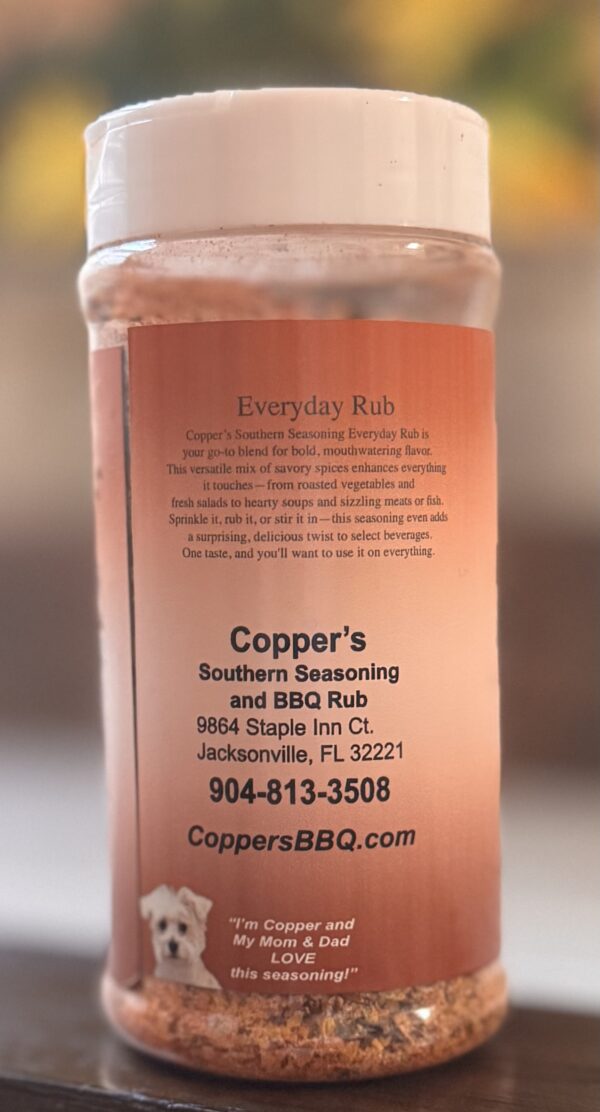 Everyday Rub
Copper's Southern Seasoning Everyday Rub is
your go-to blend for bold, mouthwatering flavor.
This versatile mix of savory spices enhances everything
it touches—from roasted vegetables and
fresh salads to hearty soups and sizzling meats or fish.
Sprinkle it, rub it, or stir it in—this seasoning even adds
a surprising, delicious twist to select beverages.
One taste, and you'll want to use it on everything.
Copper's
Southern Seasoning
and BBQ Rub
9864 Staple Inn Ct.
Jacksonville, FL 32221
904-813-3508
CoppersBBQ.com
"I'm Copper and
My Mom & Dad
LOVE
this seasoning!"